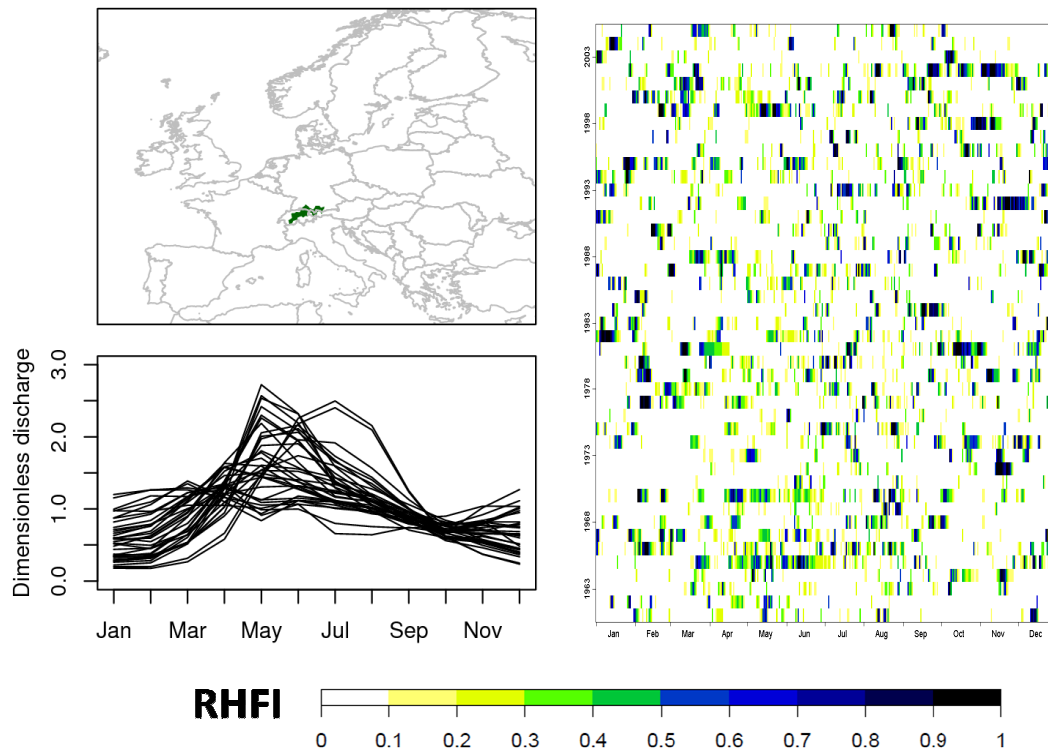 Dimensionless discharge
3.0
2.0
1.0
0.0
Jan Mar May Jul Sep Nov
2003
1998
1993
1988
1983
1978
1973
1968
1963
Jan Feb Mar Apr May Jun Jul Aug Sep Oct Nov Dec
RHFI
0 0.1 0.2 0.3 0.4 0.5 0.6 0.7 0.8 0.9 1